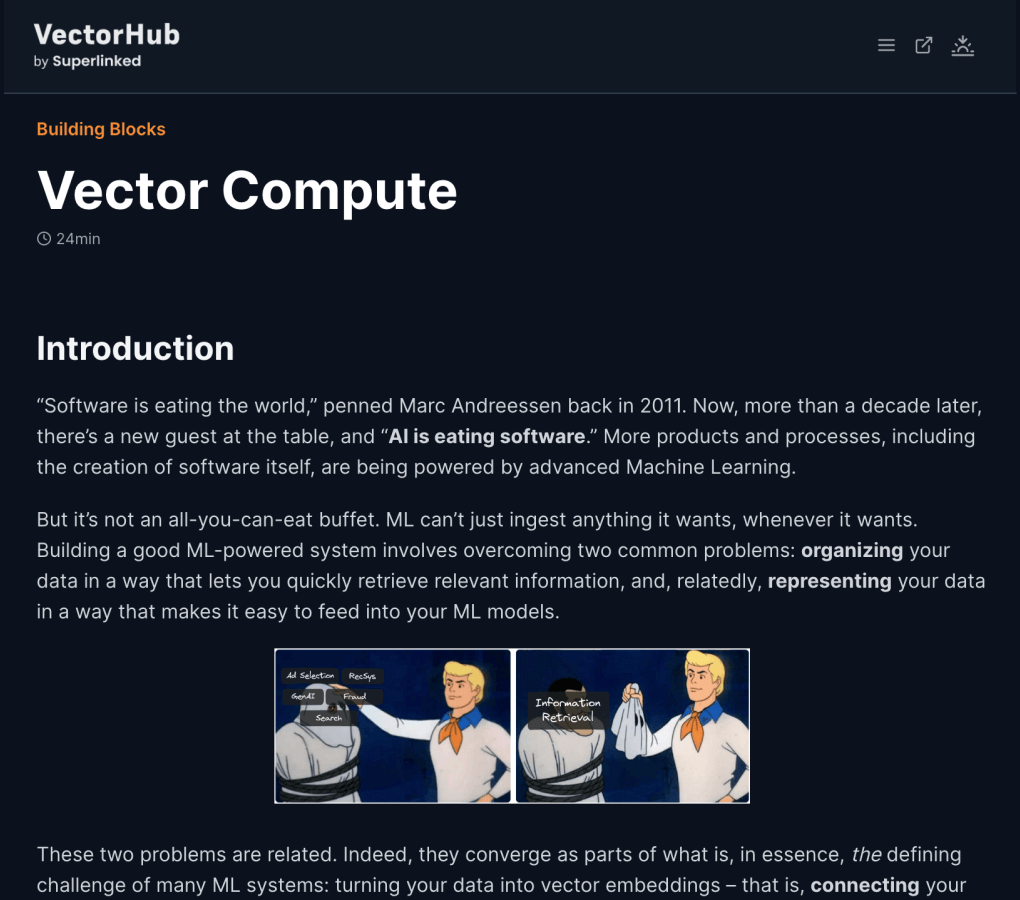 VectorHub
by Superlinked
Building Blocks
Vector Compute
24min
Introduction
“Software is eating the world,” penned Marc Andreessen back in 2011. Now, more than a decade later,
there’s a new guest at the table, and “AI is eating software.” More products and processes, including
the creation of software itself, are being powered by advanced Machine Learning.
But it’s not an all-you-can-eat buffet. ML can’t just ingest anything it wants, whenever it wants.
Building a good ML-powered system involves overcoming two common problems: organizing your
data in a way that lets you quickly retrieve relevant information, and, relatedly, representing your data
in a way that makes it easy to feed into your ML models.
Ad Selection
RecSys
GenAI
Fraud
Search
Information
Retrieval
These two problems are related. Indeed, they converge as parts of what is, in essence, the defining
challenge of many ML systems: turning your data into vector embeddings – that is, connecting your